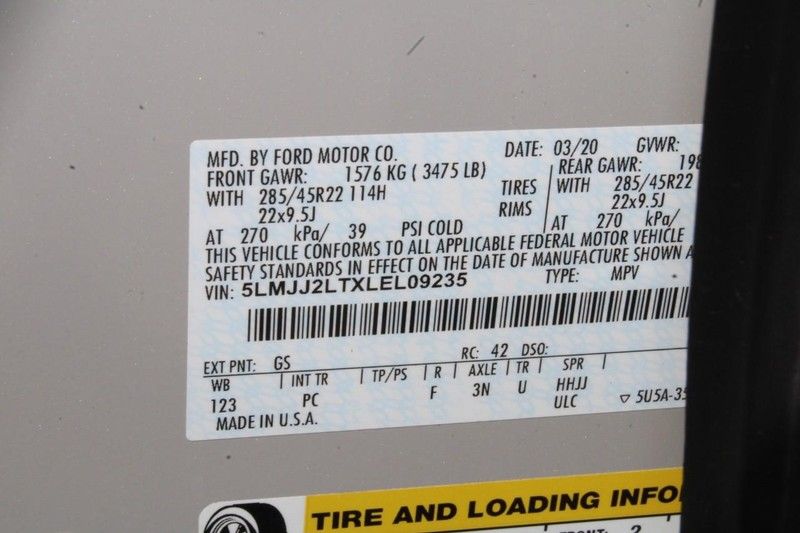 MFD. BY FORD MOTOR CO. DATE: 03/20 GVWR:
FRONT GAWR: 1576 KG ( 3475 LB) REAR GAWR: 198
WITH 285/45R22 114H TIRES WITH 285/45R22
22x9.5J RIMS 22x9.5J
AT 270 kPa/ 39 PSI COLD AT 270 kPa/
THIS VEHICLE CONFORMS TO ALL APPLICABLE FEDERAL MOTOR VEHICLE
SAFETY STANDARDS IN EFFECT ON THE DATE OF MANUFACTURE SHOWN
VIN: 5LMJJ2LTXLEL09235 TYPE: MPV
EXT PNT: GS RC: 42 DSO:
WB INT TR TP/PS R AXLE TR SPR
123 PC F 3N U HHJJ
ULC ▽ 5U5A-35
MADE IN U.S.A.
TIRE AND LOADING INFO